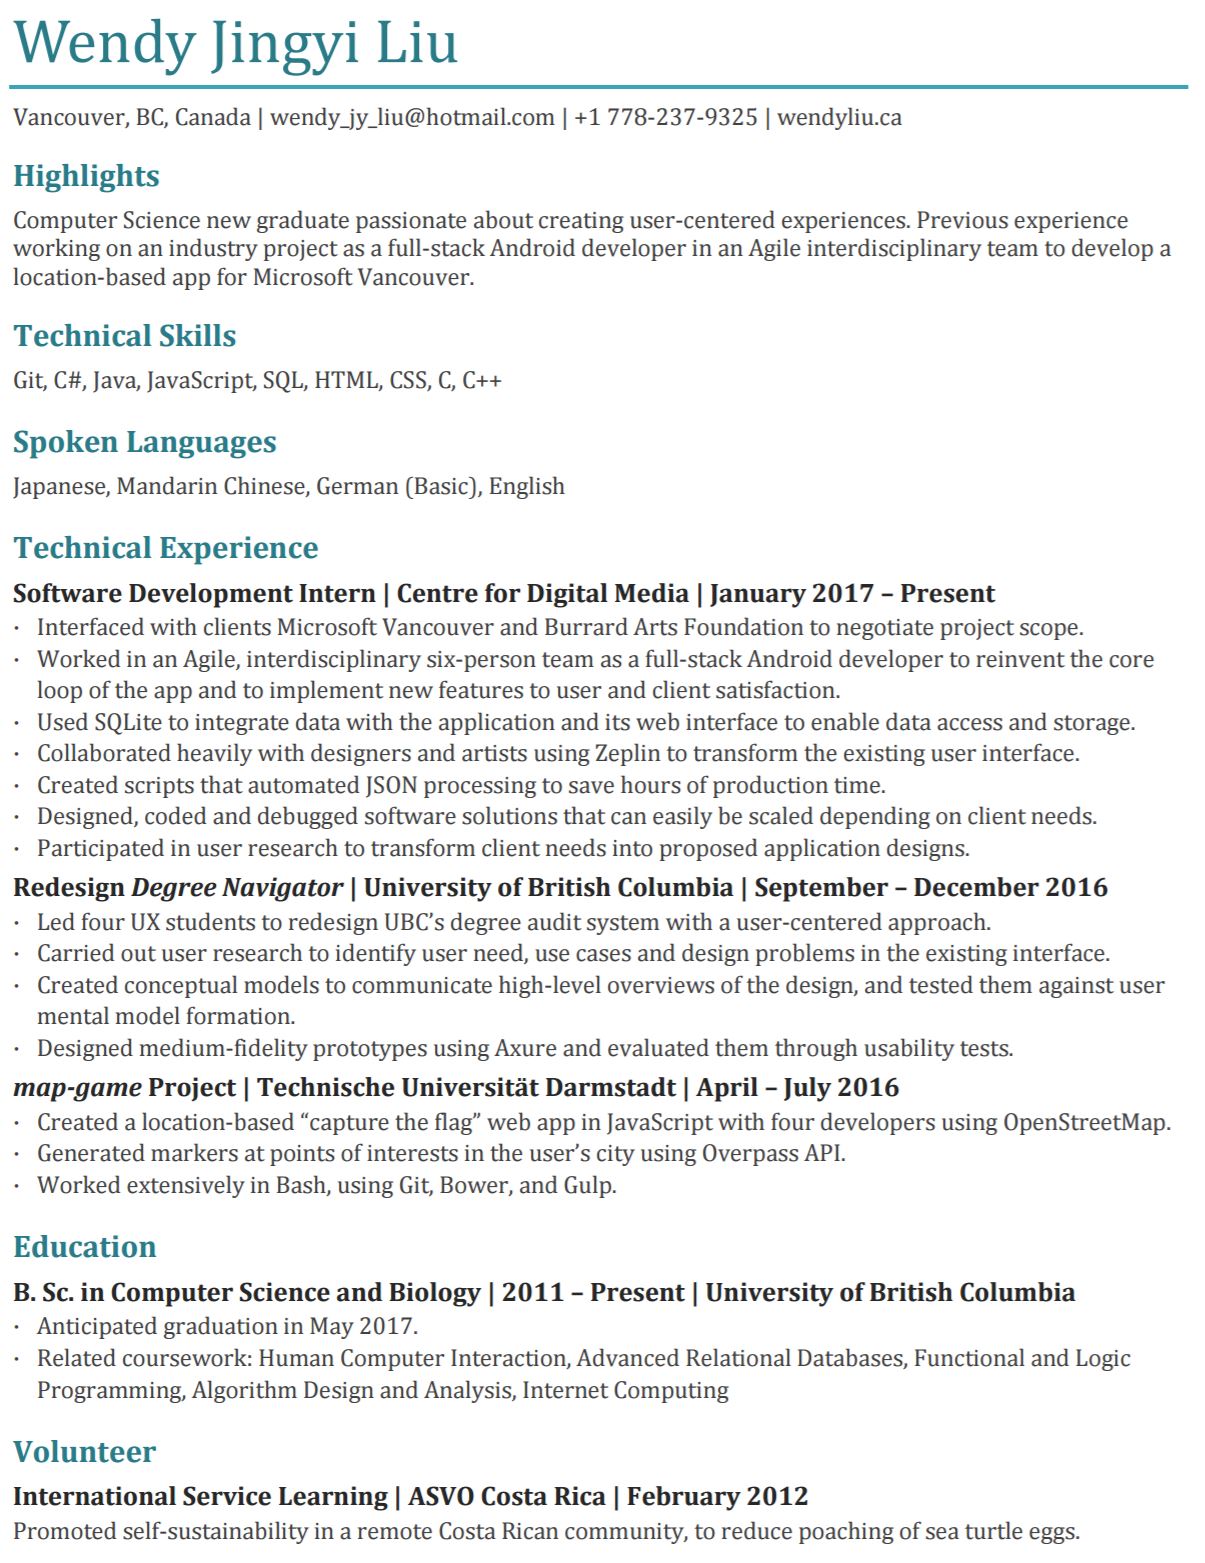 Wendy Jingyi Liu
Vancouver, BC, Canada | wendy_jy_liu@hotmail.com | +1 778-237-9325 | wendyliu.ca
Highlights
Computer Science new graduate passionate about creating user-centered experiences. Previous experience
working on an industry project as a full-stack Android developer in an Agile interdisciplinary team to develop a
location-based app for Microsoft Vancouver.
Technical Skills
Git, C#, Java, JavaScript, SQL, HTML, CSS, C, C++
Spoken Languages
Japanese, Mandarin Chinese, German (Basic), English
Technical Experience
Software Development Intern | Centre for Digital Media | January 2017 – Present
· Interfaced with clients Microsoft Vancouver and Burrard Arts Foundation to negotiate project scope.
· Worked in an Agile, interdisciplinary six-person team as a full-stack Android developer to reinvent the core
loop of the app and to implement new features to user and client satisfaction.
· Used SQLite to integrate data with the application and its web interface to enable data access and storage.
· Collaborated heavily with designers and artists using Zeplin to transform the existing user interface.
· Created scripts that automated JSON processing to save hours of production time.
· Designed, coded and debugged software solutions that can easily be scaled depending on client needs.
· Participated in user research to transform client needs into proposed application designs.
Redesign Degree Navigator | University of British Columbia | September – December 2016
· Led four UX students to redesign UBC’s degree audit system with a user-centered approach.
· Carried out user research to identify user need, use cases and design problems in the existing interface.
· Created conceptual models to communicate high-level overviews of the design, and tested them against user
mental model formation.
· Designed medium-fidelity prototypes using Axure and evaluated them through usability tests.
map-game Project | Technische Universität Darmstadt | April – July 2016
· Created a location-based “capture the flag” web app in JavaScript with four developers using OpenStreetMap.
· Generated markers at points of interests in the user’s city using Overpass API.
· Worked extensively in Bash, using Git, Bower, and Gulp.
Education
B. Sc. in Computer Science and Biology | 2011 – Present | University of British Columbia
· Anticipated graduation in May 2017.
· Related coursework: Human Computer Interaction, Advanced Relational Databases, Functional and Logic
Programming, Algorithm Design and Analysis, Internet Computing
Volunteer
International Service Learning | ASVO Costa Rica | February 2012
Promoted self-sustainability in a remote Costa Rican community, to reduce poaching of sea turtle eggs.